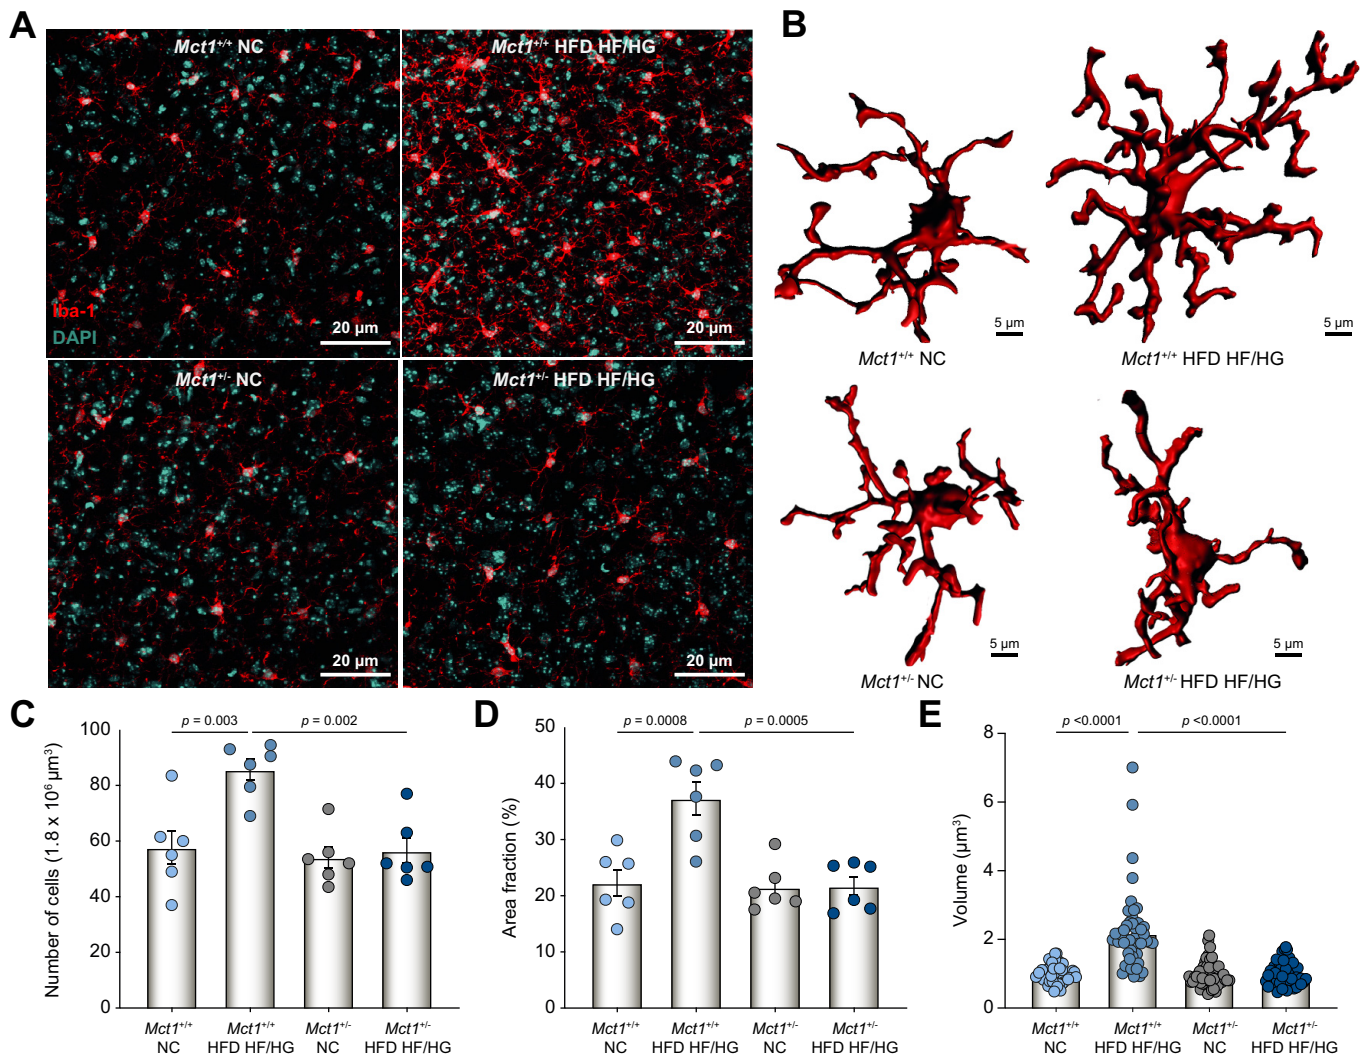 A
Mct1+/+ NC
Mct1+/+ HFD HF/HG
Iba-1
DAPI
20 µm
20 µm
Mct1+/- NC
Mct1+/- HFD HF/HG
20 µm
20 µm
B
5 µm
5 µm
Mct1+/+ NC
Mct1+/+ HFD HF/HG
5 µm
5 µm
Mct1+/- NC
Mct1+/- HFD HF/HG
C
p = 0.003
p = 0.002
Number of cells (1.8 x 10⁶ µm³)
100
80
60
40
20
0
Mct1+/+ NC
Mct1+/+ HFD HF/HG
Mct1+/- NC
Mct1+/- HFD HF/HG
D
p = 0.0008
p = 0.0005
Area fraction (%)
50
40
30
20
10
0
Mct1+/+ NC
Mct1+/+ HFD HF/HG
Mct1+/- NC
Mct1+/- HFD HF/HG
E
p <0.0001
p <0.0001
Volume (µm³)
8
6
4
2
0
Mct1+/+ NC
Mct1+/+ HFD HF/HG
Mct1+/- NC
Mct1+/- HFD HF/HG